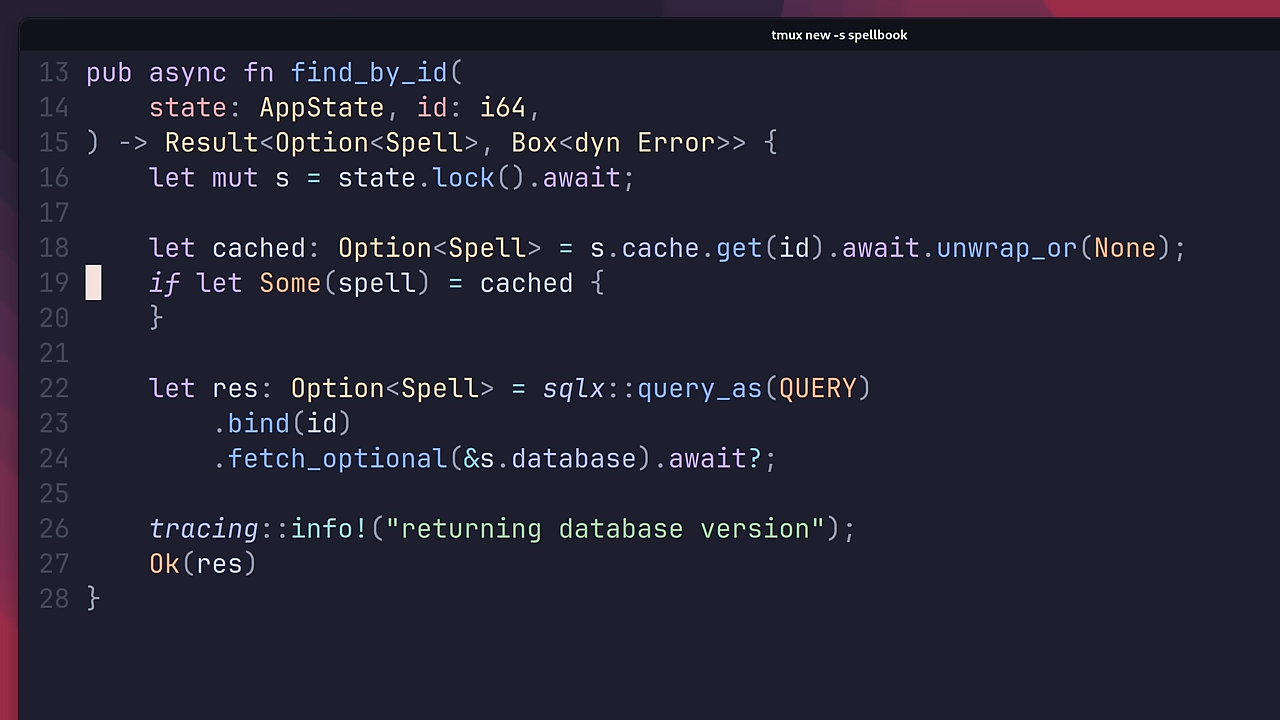 tmux new -s spellbook
13 pub async fn find_by_id(
14     state: AppState, id: i64,
15 ) -> Result<Option<Spell>, Box<dyn Error>> {
16     let mut s = state.lock().await;
17
18     let cached: Option<Spell> = s.cache.get(id).await.unwrap_or(None);
19     if let Some(spell) = cached {
20     }
21
22     let res: Option<Spell> = sqlx::query_as(QUERY)
23         .bind(id)
24         .fetch_optional(&s.database).await?;
25
26     tracing::info!("returning database version");
27     Ok(res)
28 }